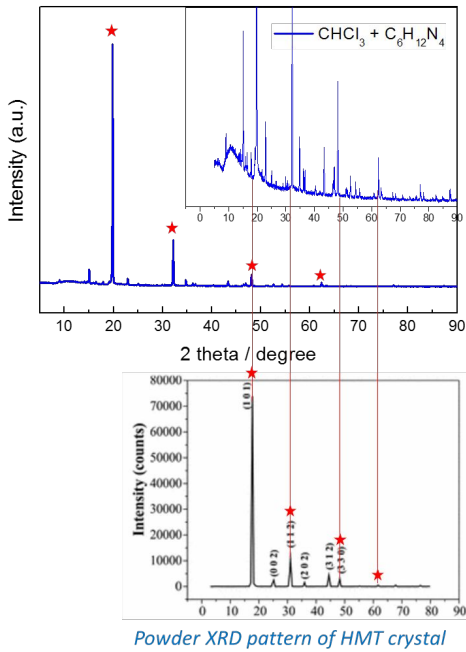 CHCl₃ + C₆H₁₂N₄
0 10 20 30 40 50 60 70 80 90
Intensity (a.u.)
10 20 30 40 50 60 70 80 90
2 theta / degree
80000
70000
60000
50000
40000
30000
20000
10000
0
Intensity (counts)
(1 0 1)
(0 0 2)
(1 1 2)
(2 0 2)
(3 1 2)
(3 3 0)
0 10 20 30 40 50 60 70 80 90
Powder XRD pattern of HMT crystal